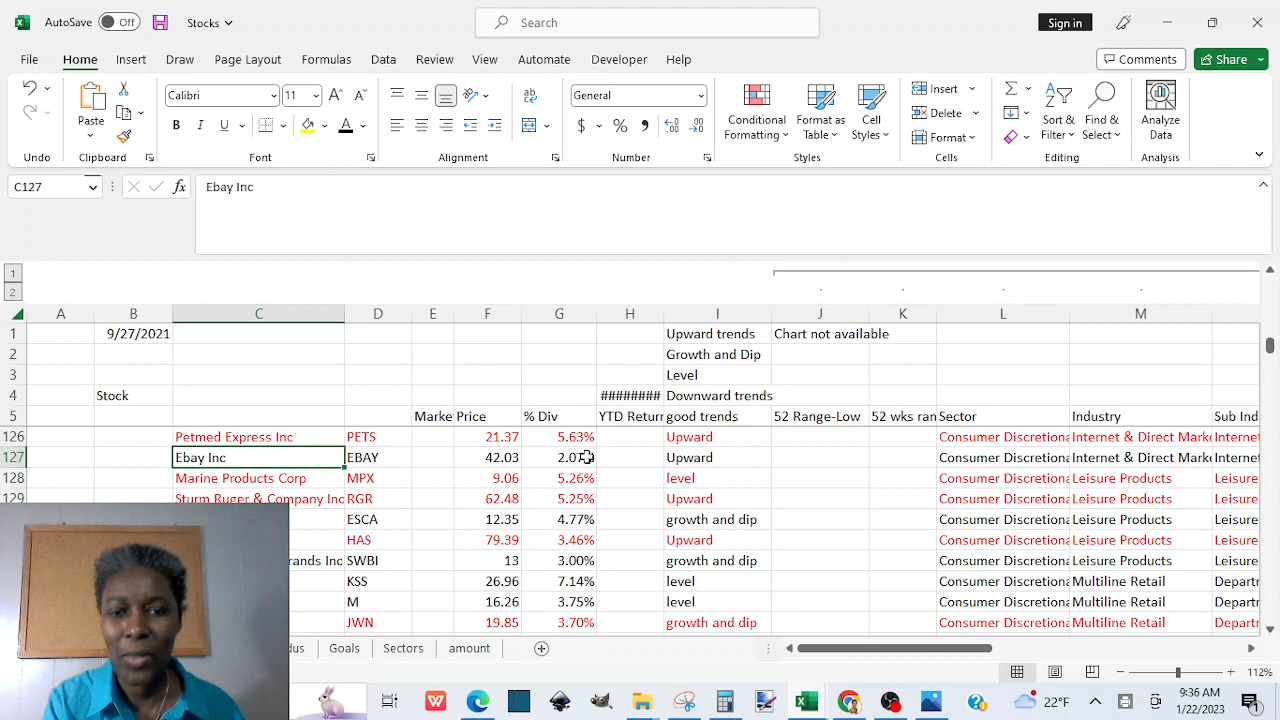 AutoSave Off Stocks Search Sign in
File Home Insert Draw Page Layout Formulas Data Review View Automate Developer Help Comments Share
Calibri 11 General Insert
Paste B I U A $ % Conditional Formatting Format as Table Cell Styles Delete Format Sort & Filter Find & Select Analyze Data
Undo Clipboard Font Alignment Number Styles Cells Editing Analysis
C127 fx Ebay Inc
1
2
A B C D E F G H I J K L M
1 9/27/2021 Upward trends Chart not available
2 Growth and Dip
3 Level
4 Stock ######## Downward trends
5 Marke Price % Div YTD Return good trends 52 Range-Low 52 wks ran Sector Industry Sub Ind
126 Petmed Express Inc PETS 21.37 5.63% Upward Consumer Discretiona Internet & Direct Mark Internet
127 Ebay Inc EBAY 42.03 Upward Consumer Discretiona Internet & Direct Mark Internet
128 Marine Products Corp MPX 9.06 5.26% level Consumer Discretiona Leisure Products Leisure
129 Sturm Ruger & Company Inc RGR 62.48 5.25% Upward Consumer Discretiona Leisure Products Leisure
ESCA 12.35 4.77% growth and dip Consumer Discretiona Leisure Products Leisure
HAS 79.39 3.46% Upward Consumer Discretiona Leisure Products Leisure
rands Inc SWBI 13 3.00% growth and dip Consumer Discretiona Leisure Products Leisure
KSS 26.96 7.14% level Consumer Discretiona Multiline Retail Depart
M 16.26 3.75% level Consumer Discretiona Multiline Retail Depart
JWN 19.85 3.70% growth and dip Consumer Discretiona Multiline Retail Depart
dus Goals Sectors amount
112%
22°F 9:36 AM
1/22/2023